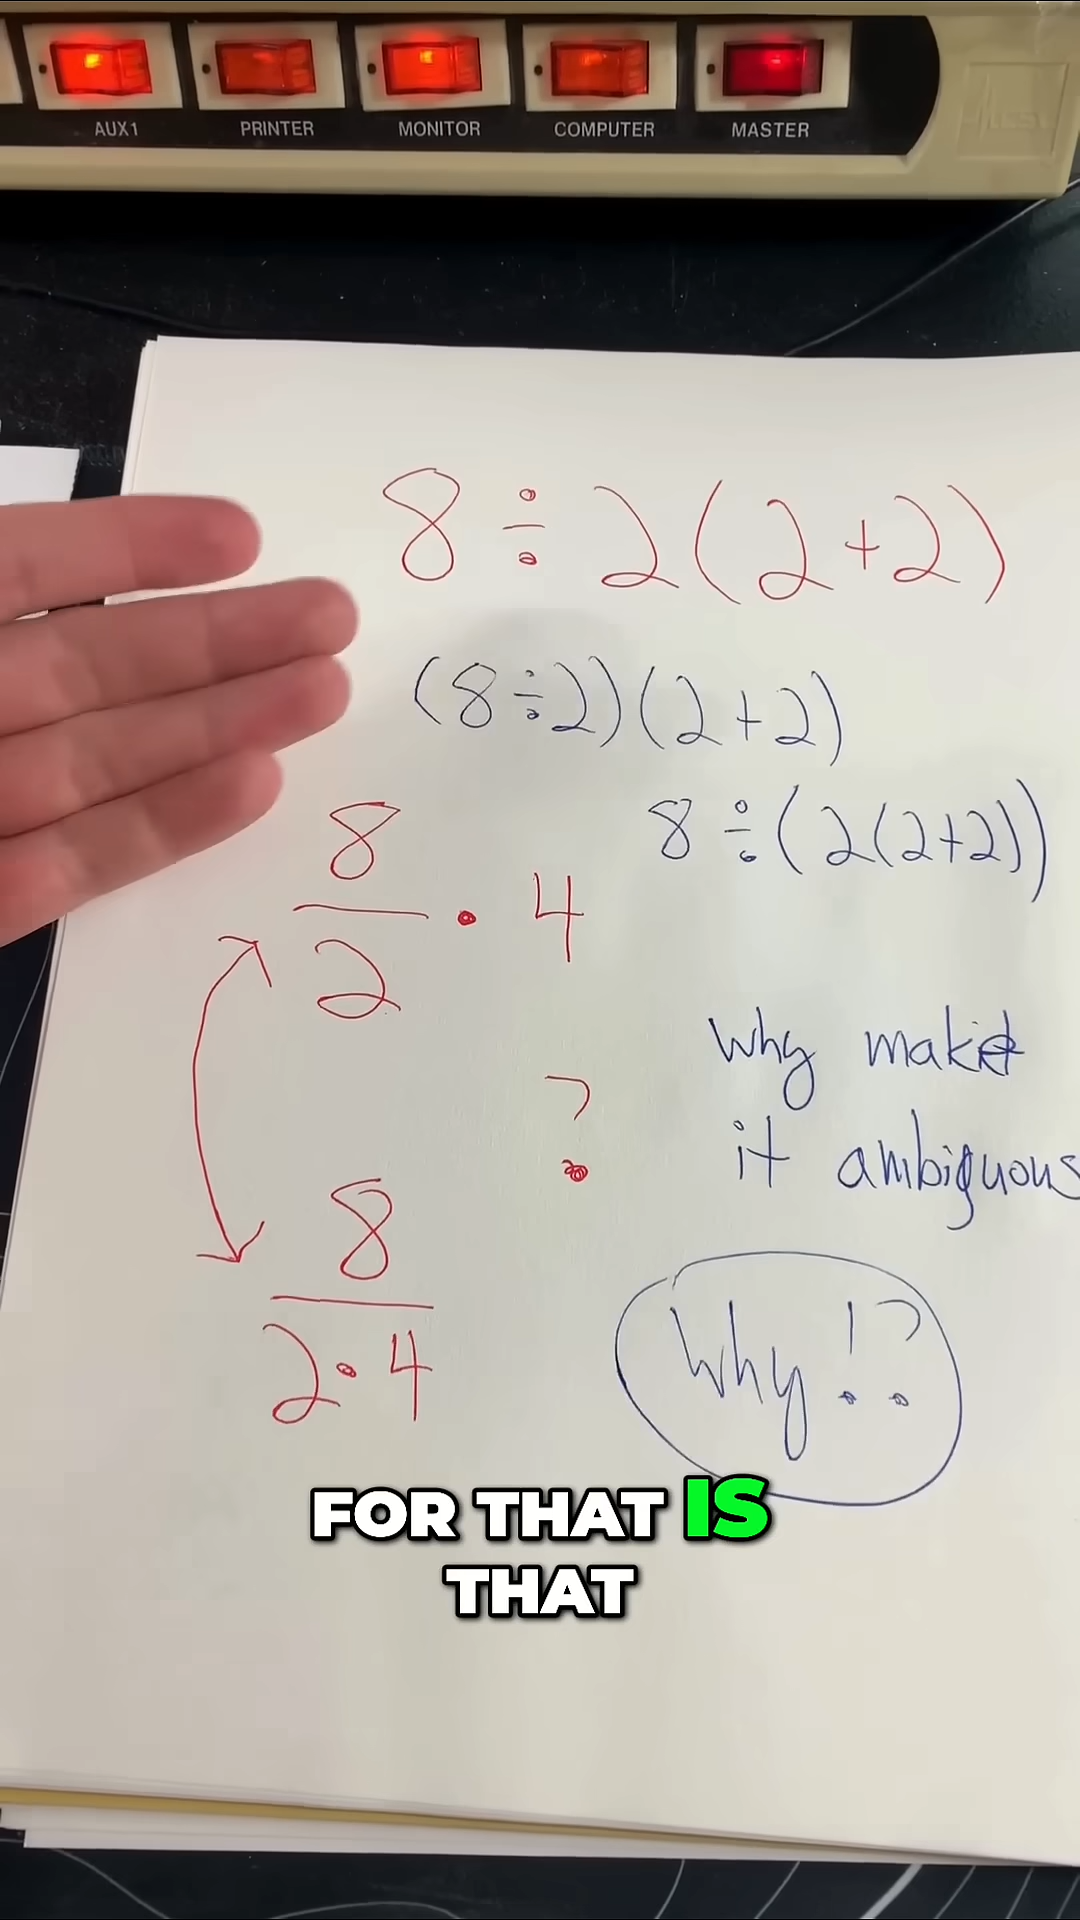 AUX1 PRINTER MONITOR COMPUTER MASTER
8 ÷ 2(2+2)
(8÷2)(2+2)
8 ÷ (2(2+2))
8
2
• 4
why make
it ambiguous
?
8
2•4
Why!?
FOR THAT IS
THAT